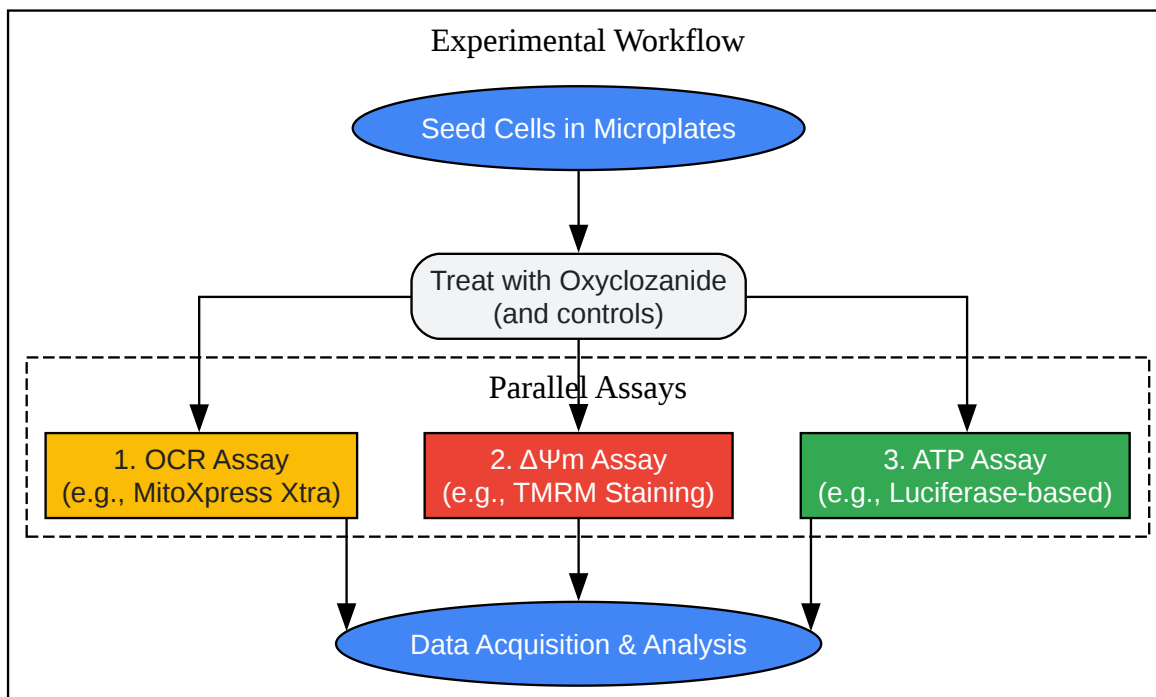 Experimental Workflow
Seed Cells in Microplates
Treat with Oxyclozanide
(and controls)
Parallel Assays
1. OCR Assay
(e.g., MitoXpress Xtra)
2. ΔΨm Assay
(e.g., TMRM Staining)
3. ATP Assay
(e.g., Luciferase-based)
Data Acquisition & Analysis